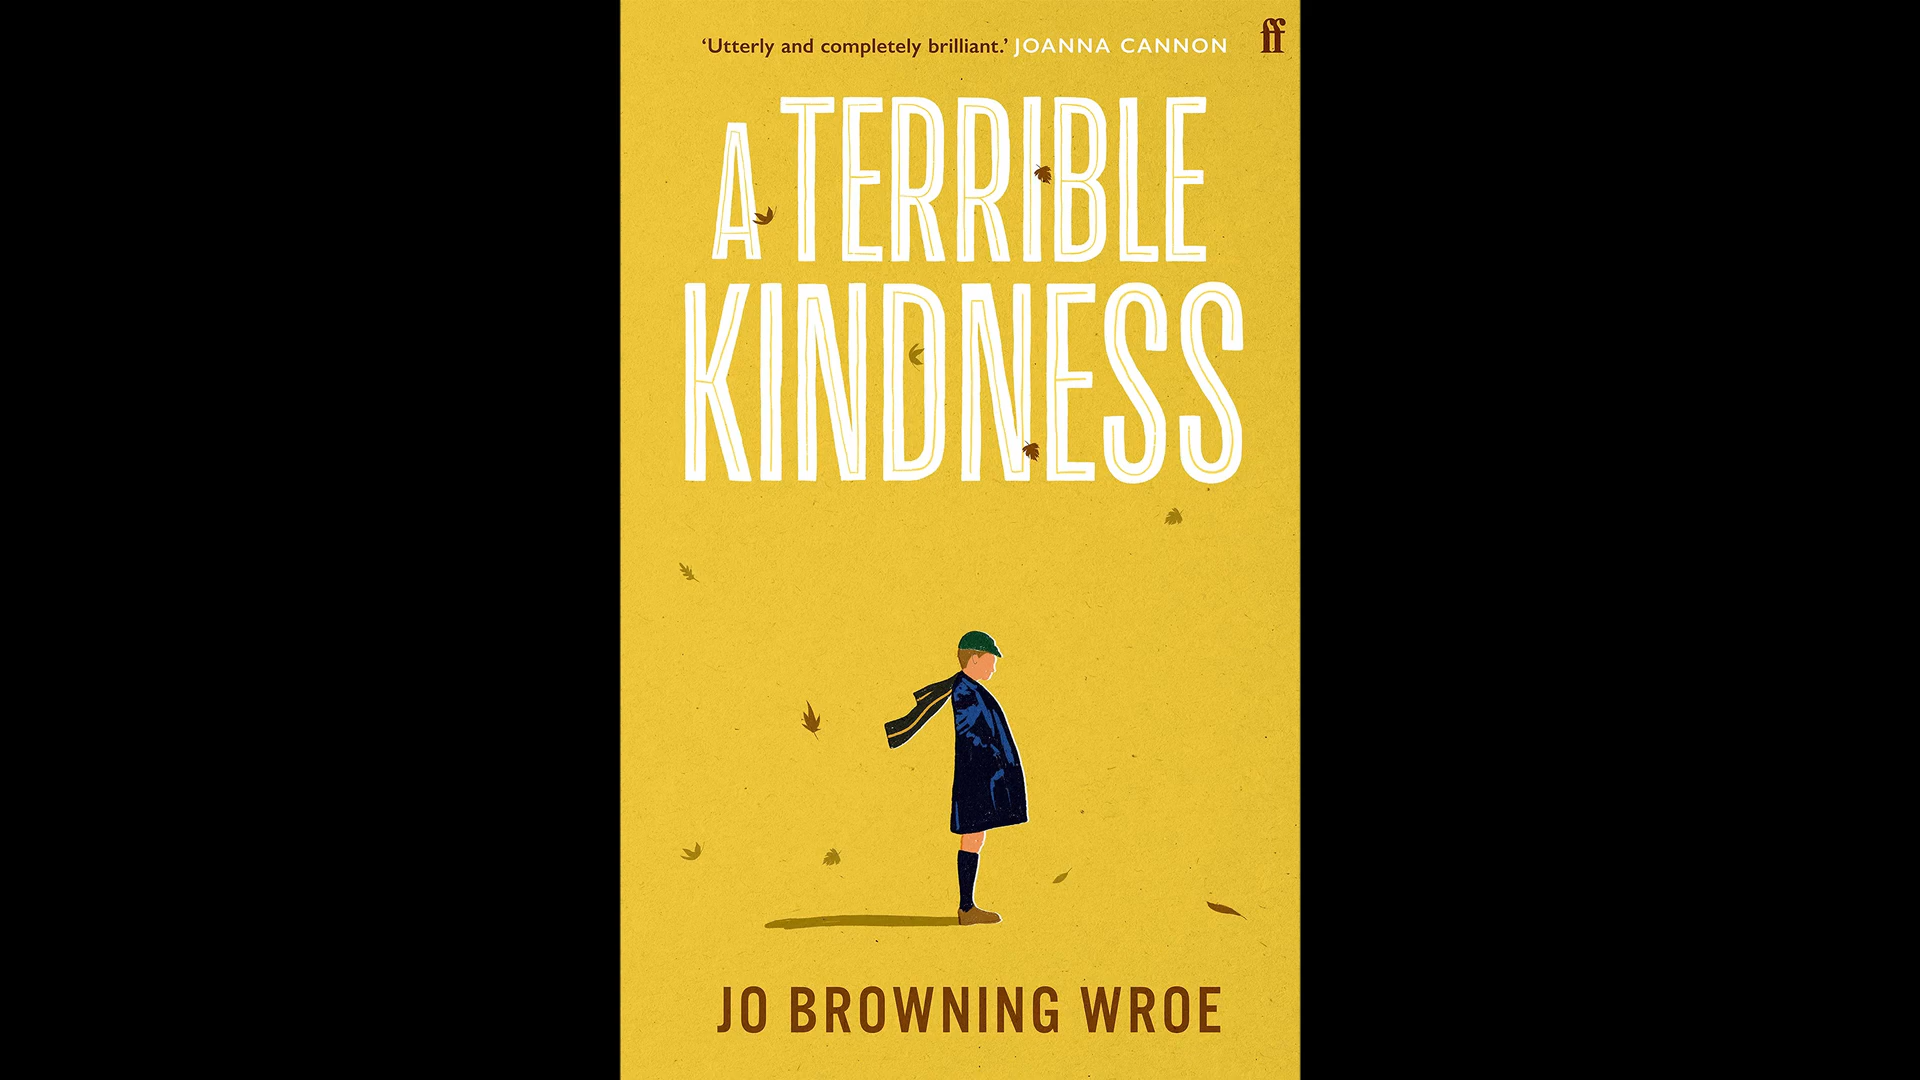 ‘Utterly and completely brilliant.’ JOANNA CANNON
ff
A TERRIBLE
KINDNESS
JO BROWNING WROE